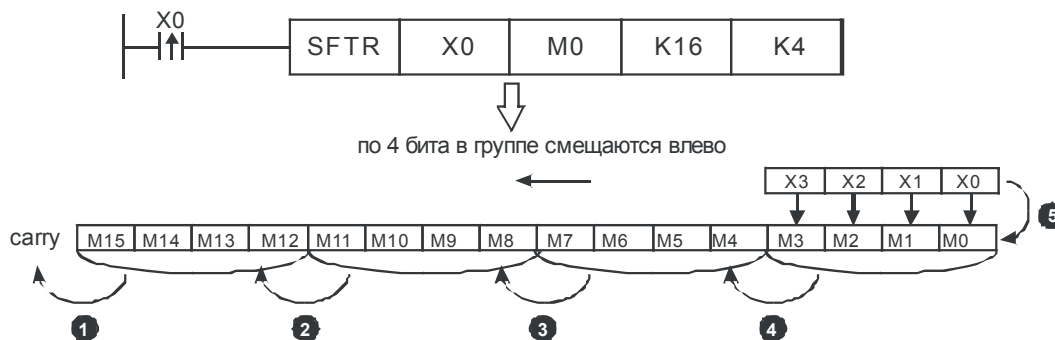 X0
SFTR X0 M0 K16 K4
по 4 бита в группе смещаются влево
X3 X2 X1 X0
5
carry M15 M14 M13 M12 M11 M10 M9 M8 M7 M6 M5 M4 M3 M2 M1 M0
1 2 3 4